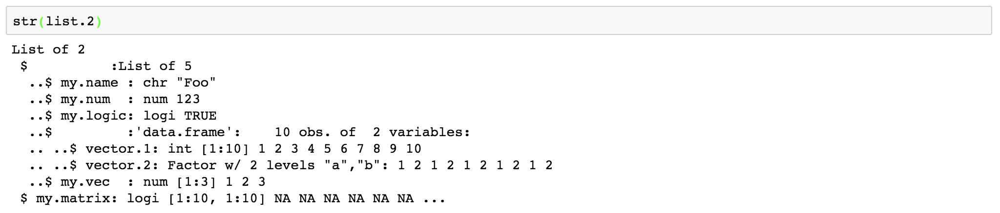 str(list.2)
List of 2
 $           :List of 5
  ..$ my.name : chr "Foo"
  ..$ my.num  : num 123
  ..$ my.logic: logi TRUE
  ..$         :'data.frame':    10 obs. of  2 variables:
  .. ..$ vector.1: int [1:10] 1 2 3 4 5 6 7 8 9 10
  .. ..$ vector.2: Factor w/ 2 levels "a","b": 1 2 1 2 1 2 1 2 1 2
  ..$ my.vec  : num [1:3] 1 2 3
 $ my.matrix: logi [1:10, 1:10] NA NA NA NA NA NA ...